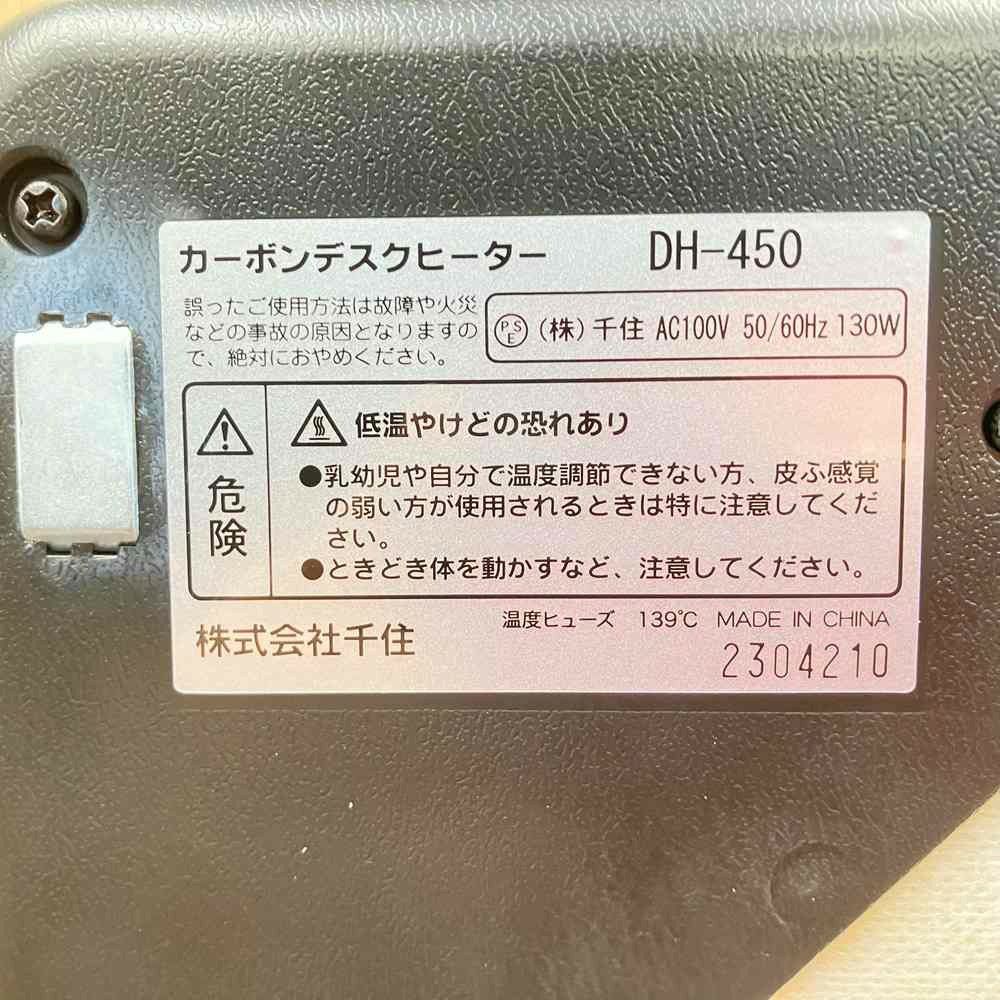 カーボンデスクヒーター DH-450
誤ったご使用方法は故障や火災
などの事故の原因となりますの
で、絶対におやめください。
PSE (株)千住 AC100V 50/60Hz 130W
危険
低温やけどの恐れあり
●乳幼児や自分で温度調節できない方、皮ふ感覚
の弱い方が使用されるときは特に注意してくだ
さい。
●ときどき体を動かすなど、注意してください。
温度ヒューズ 139℃ MADE IN CHINA
株式会社千住
2304210